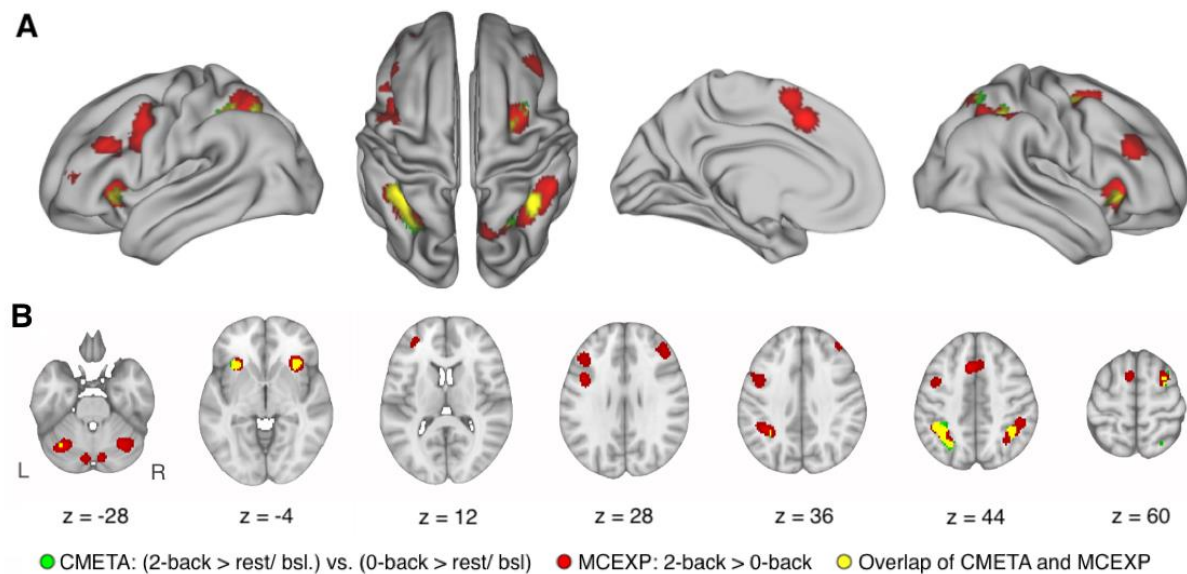 A
B
L
R
z = -28
z = -4
z = 12
z = 28
z = 36
z = 44
z = 60
CMETA: (2-back > rest/ bsl.) vs. (0-back > rest/ bsl) MCEXP: 2-back > 0-back Overlap of CMETA and MCEXP